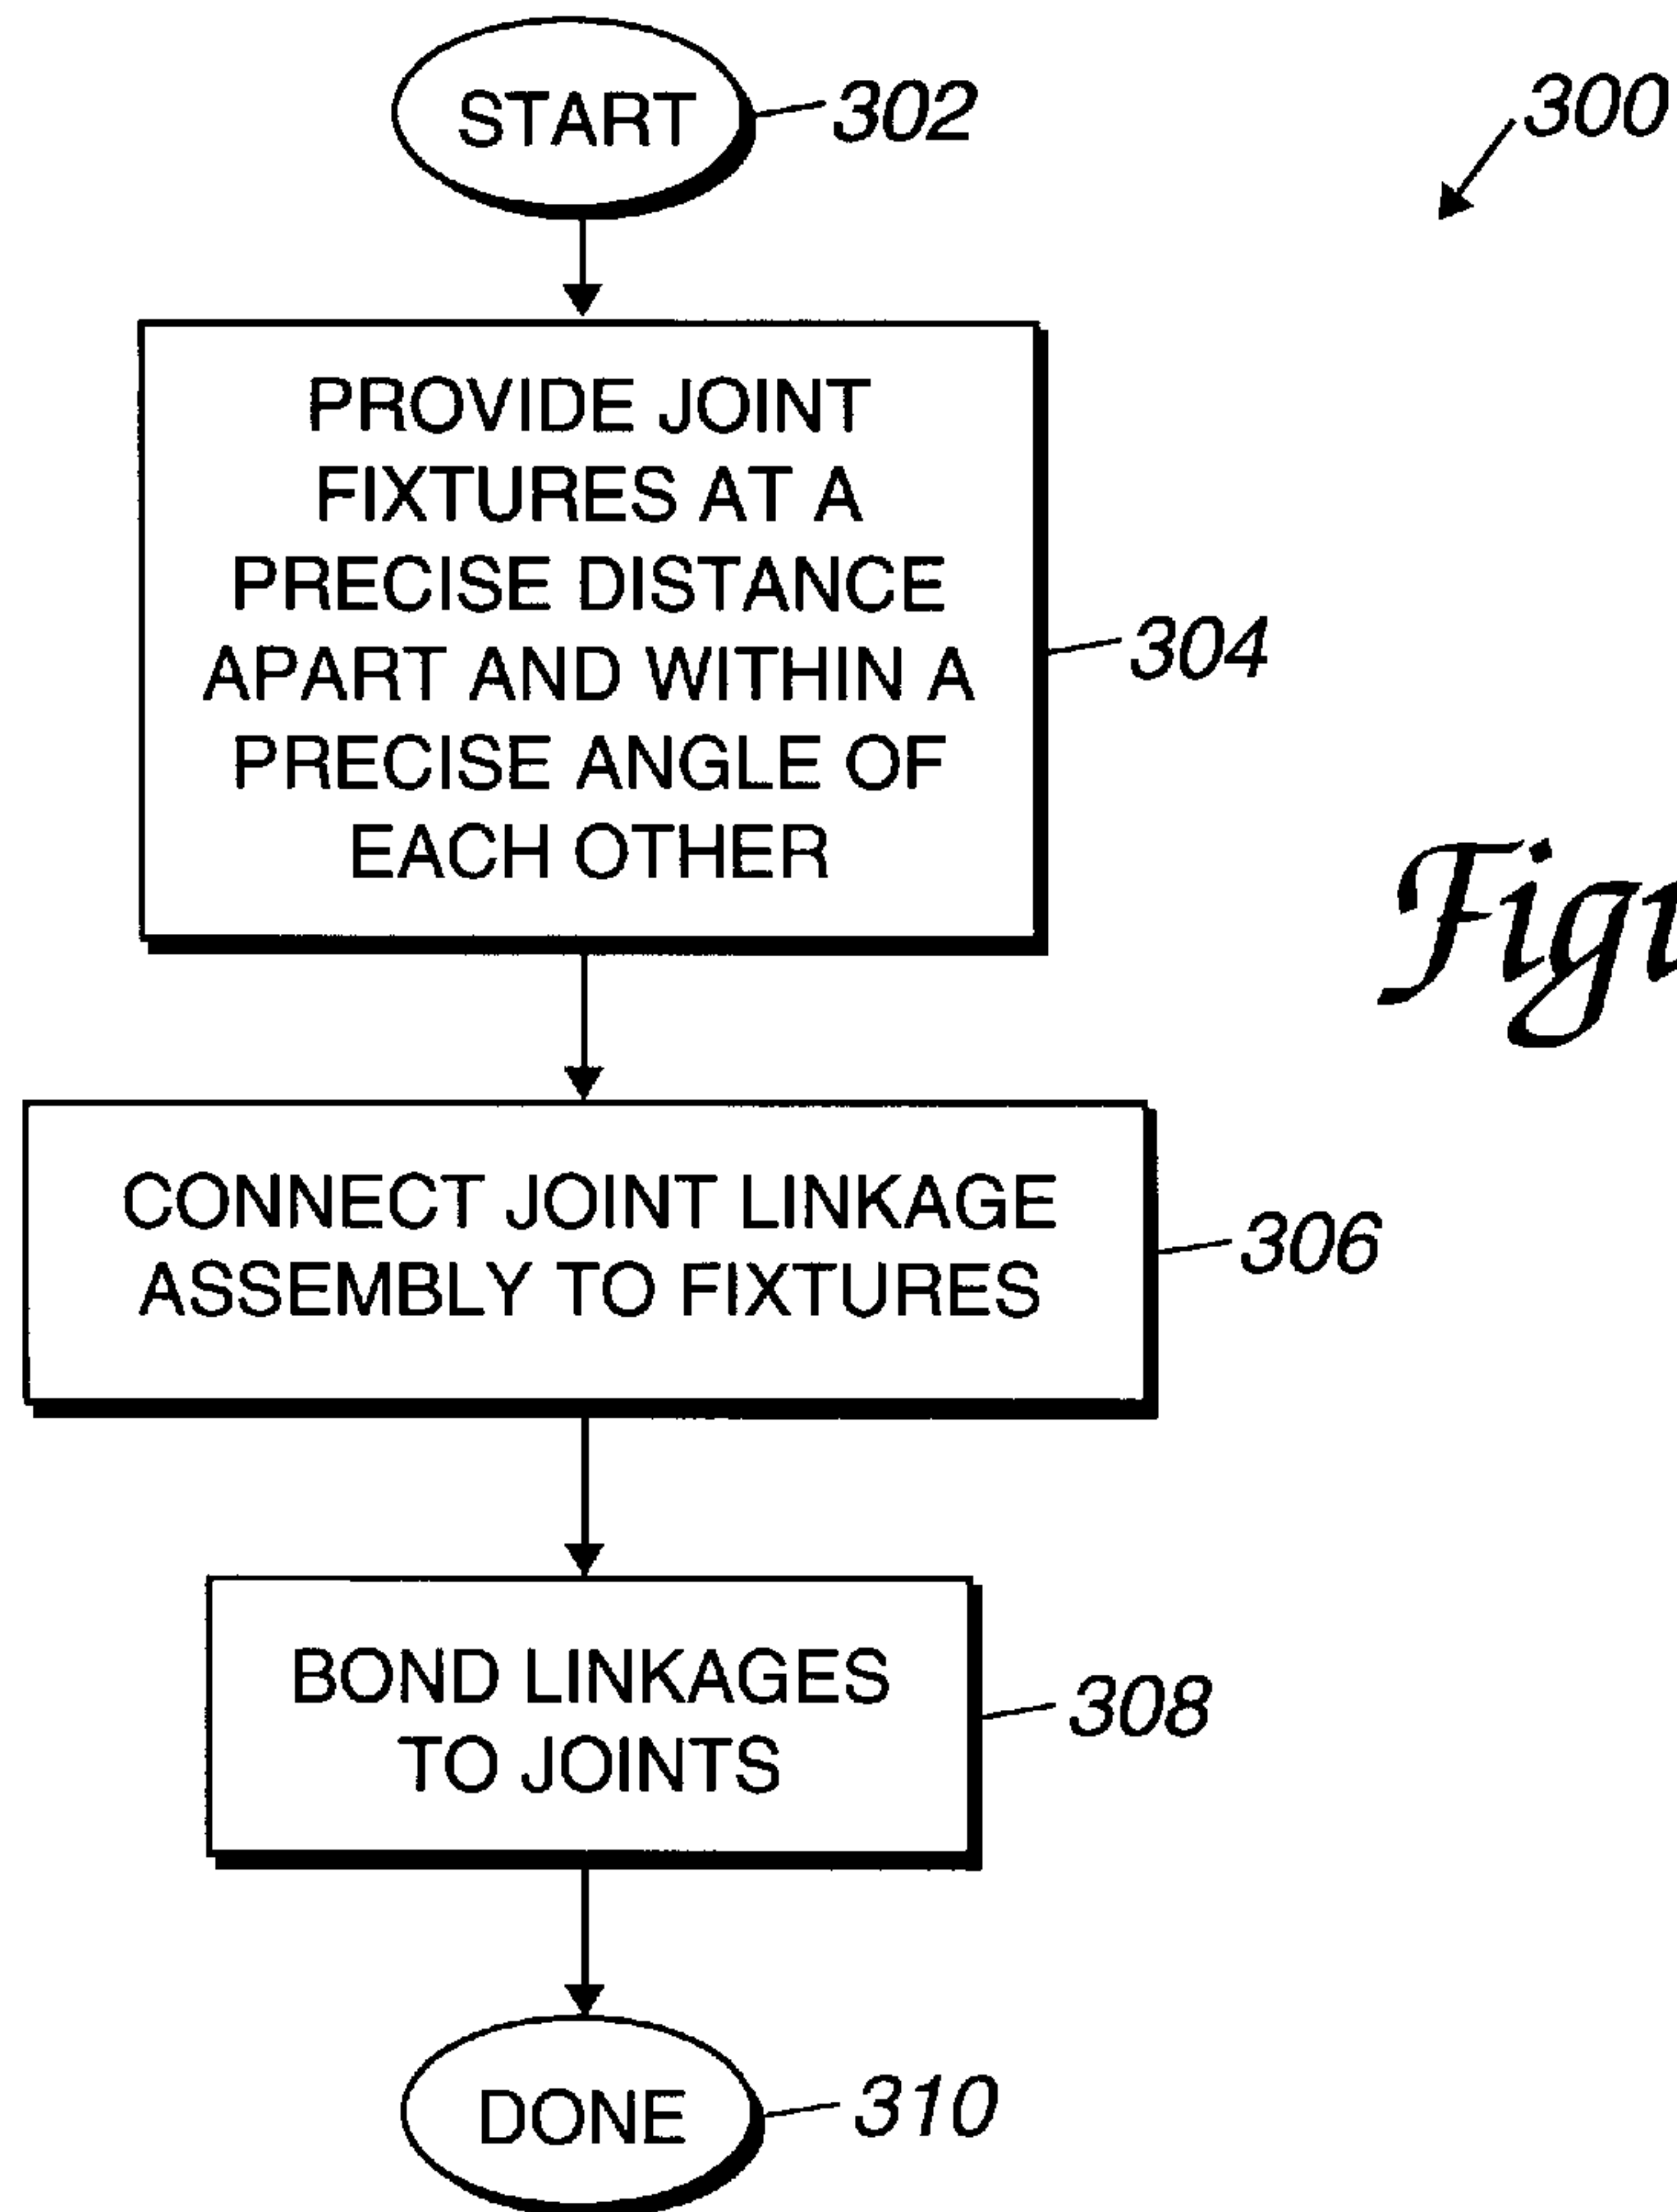 START
302
300
PROVIDE JOINT
FIXTURES AT A
PRECISE DISTANCE
APART AND WITHIN A
PRECISE ANGLE OF
EACH OTHER
304
CONNECT JOINT LINKAGE
ASSEMBLY TO FIXTURES
306
BOND LINKAGES
TO JOINTS
308
DONE
310